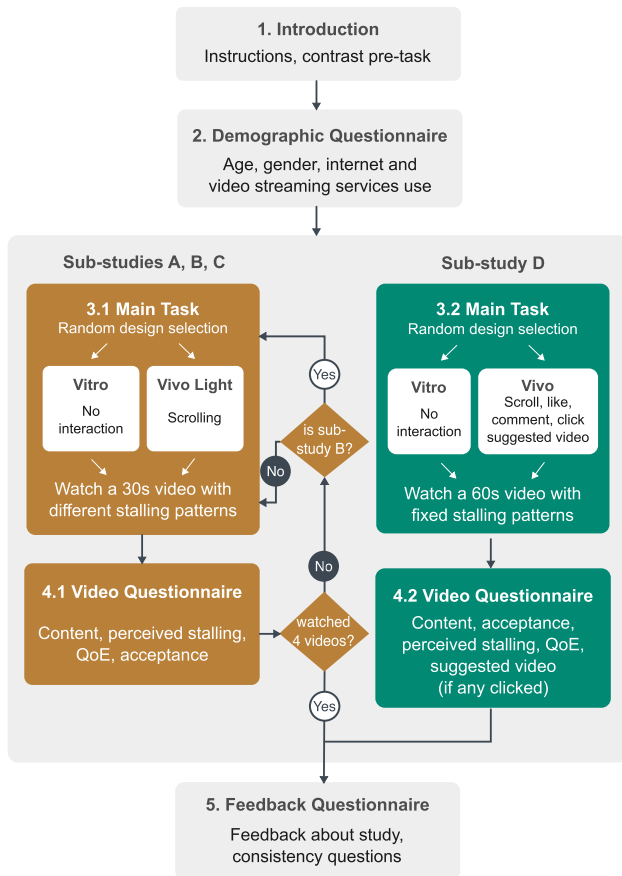 1. Introduction
Instructions, contrast pre-task
2. Demographic Questionnaire
Age, gender, internet and
video streaming services use
Sub-studies A, B, C
3.1 Main Task
Random design selection
Vitro
No
interaction
Vivo Light
Scrolling
Watch a 30s video with
different stalling patterns
4.1 Video Questionnaire
Content, perceived stalling,
QoE, acceptance
watched
4 videos?
No
is sub-
study B?
Yes
No
Yes
Sub-study D
3.2 Main Task
Random design selection
Vitro
No
interaction
Vivo
Scroll, like,
comment, click
suggested video
Watch a 60s video with
fixed stalling patterns
4.2 Video Questionnaire
Content, acceptance,
perceived stalling, QoE,
suggested video
(if any clicked)
5. Feedback Questionnaire
Feedback about study,
consistency questions